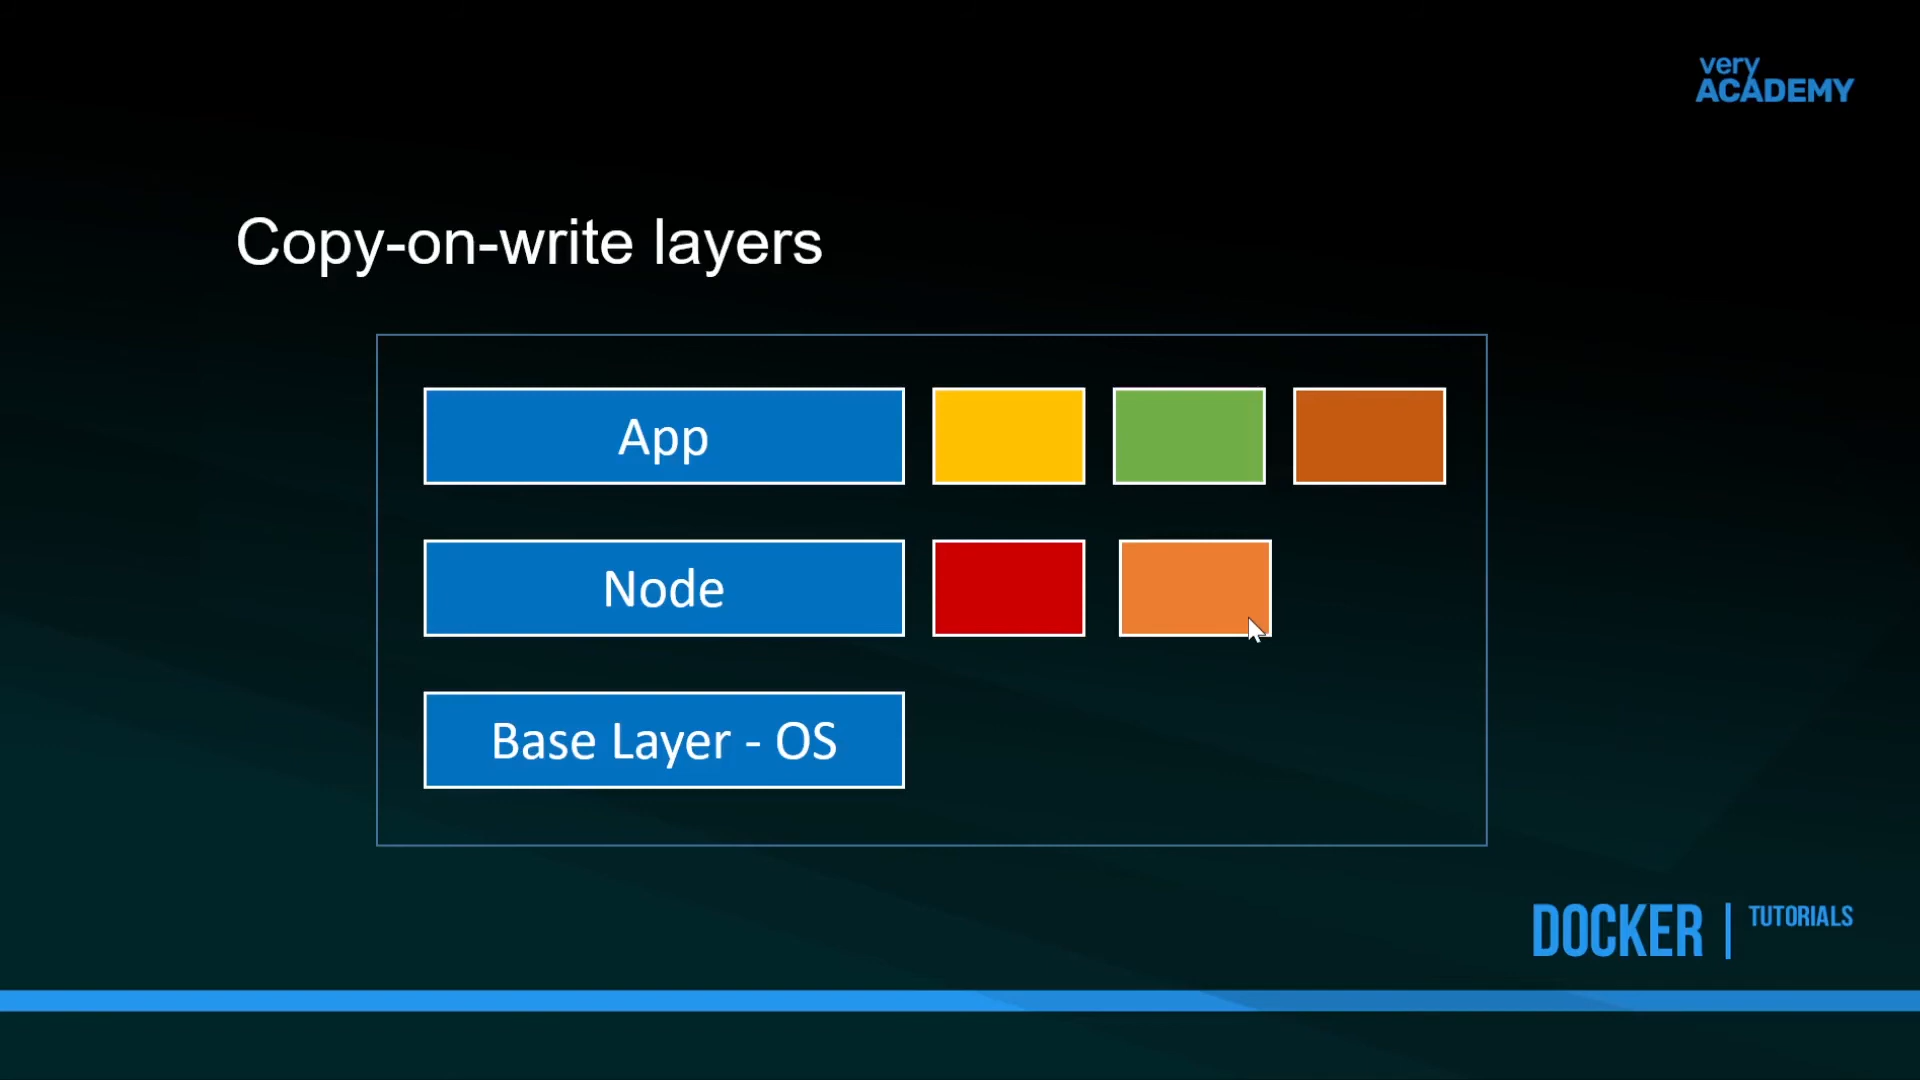 very
ACADEMY
Copy-on-write layers
App
Node
Base Layer - OS
DOCKER | TUTORIALS